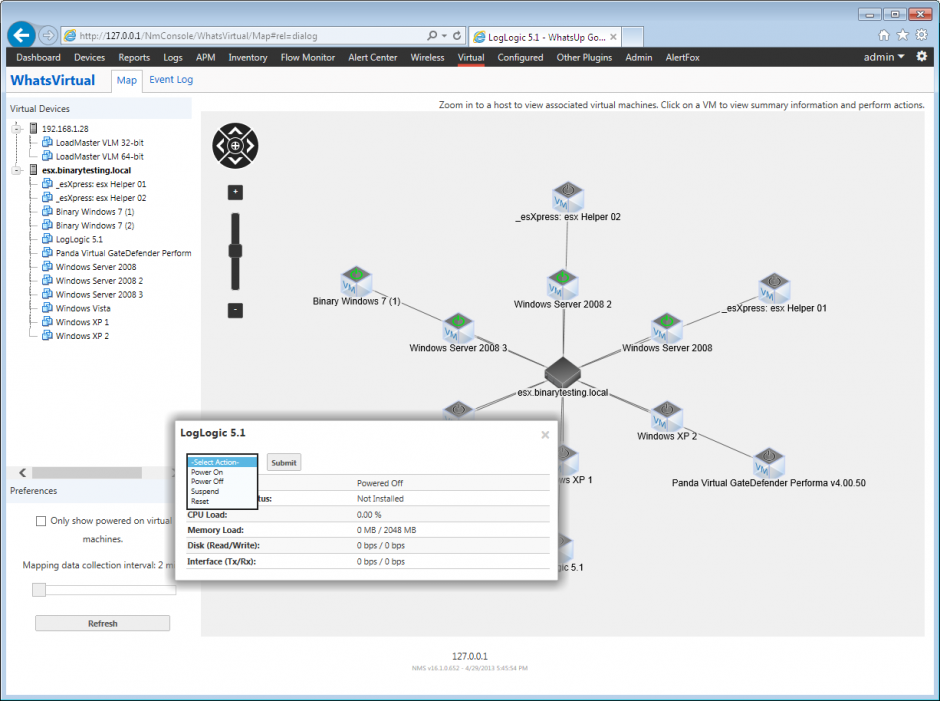 http://127.0.0.1/NmConsole/WhatsVirtual/Map#rel=dialog
LogLogic 5.1 - WhatsUp Go...
Dashboard Devices Reports Logs APM Inventory Flow Monitor Alert Center Wireless Virtual Configured Other Plugins Admin AlertFox admin
WhatsVirtual Map Event Log
Virtual Devices
Zoom in to a host to view associated virtual machines. Click on a VM to view summary information and perform actions.
192.168.1.28
LoadMaster VLM 32-bit
LoadMaster VLM 64-bit
esx.binarytesting.local
_esXpress: esx Helper 01
_esXpress: esx Helper 02
Binary Windows 7 (1)
Binary Windows 7 (2)
LogLogic 5.1
Panda Virtual GateDefender Perform
Windows Server 2008
Windows Server 2008 2
Windows Server 2008 3
Windows Vista
Windows XP 1
Windows XP 2
+
-
VM
_esXpress: esx Helper 02
VM
Binary Windows 7 (1)
VM
Windows Server 2008 2
VM
_esXpress: esx Helper 01
VM
Windows Server 2008 3
VM
Windows Server 2008
esx.binarytesting.local
VM
Windows XP 2
VM
Panda Virtual GateDefender Performa v4.00.50
ws XP 1
gic 5.1
LogLogic 5.1
-Select Action-
Power On
Power Off
Suspend
Reset
Submit
Powered Off
tus: Not Installed
CPU Load: 0.00 %
Memory Load: 0 MB / 2048 MB
Disk (Read/Write): 0 bps / 0 bps
Interface (Tx/Rx): 0 bps / 0 bps
Preferences
Only show powered on virtual
machines.
Mapping data collection interval: 2 m
Refresh
127.0.0.1
NMS v16.1.0.652 - 4/29/2013 5:45:54 PM